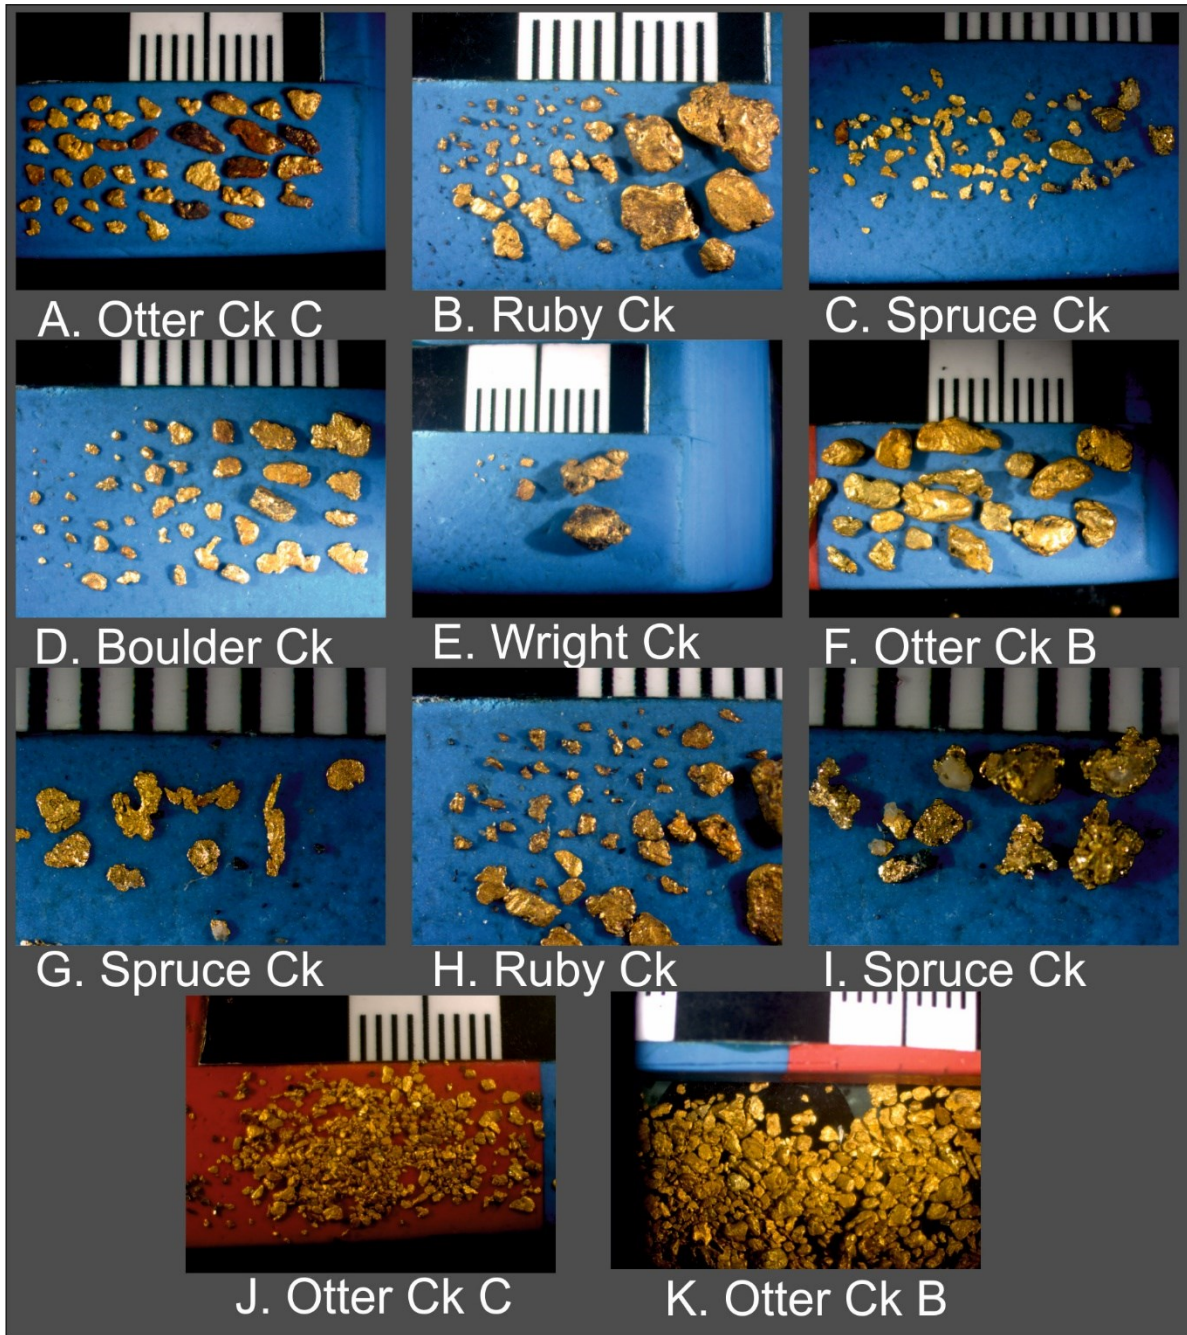 A. Otter Ck C
B. Ruby Ck
C. Spruce Ck
D. Boulder Ck
E. Wright Ck
F. Otter Ck B
G. Spruce Ck
H. Ruby Ck
I. Spruce Ck
J. Otter Ck C
K. Otter Ck B